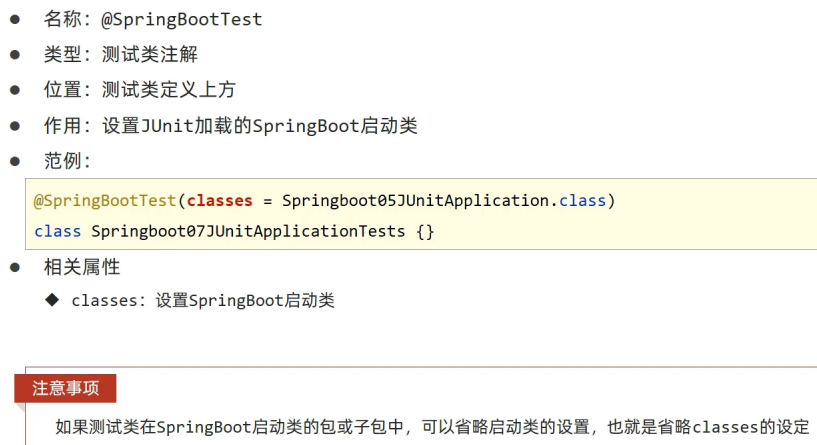 ● 名称：@SpringBootTest
● 类型：测试类注解
● 位置：测试类定义上方
● 作用：设置JUnit加载的SpringBoot启动类
● 范例：
@SpringBootTest(classes = Springboot05JUnitApplication.class)
class Springboot07JUnitApplicationTests {}
● 相关属性
◆ classes：设置SpringBoot启动类
注意事项
如果测试类在SpringBoot启动类的包或子包中，可以省略启动类的设置，也就是省略classes的设定